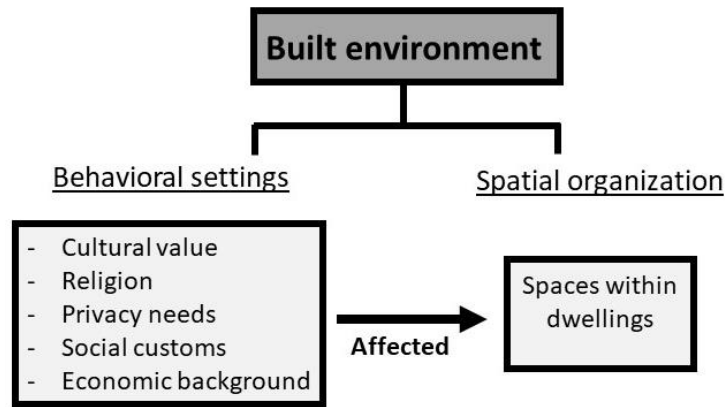 Built environment
Behavioral settings
Spatial organization
- Cultural value
- Religion
- Privacy needs
- Social customs
- Economic background
Affected
Spaces within
dwellings